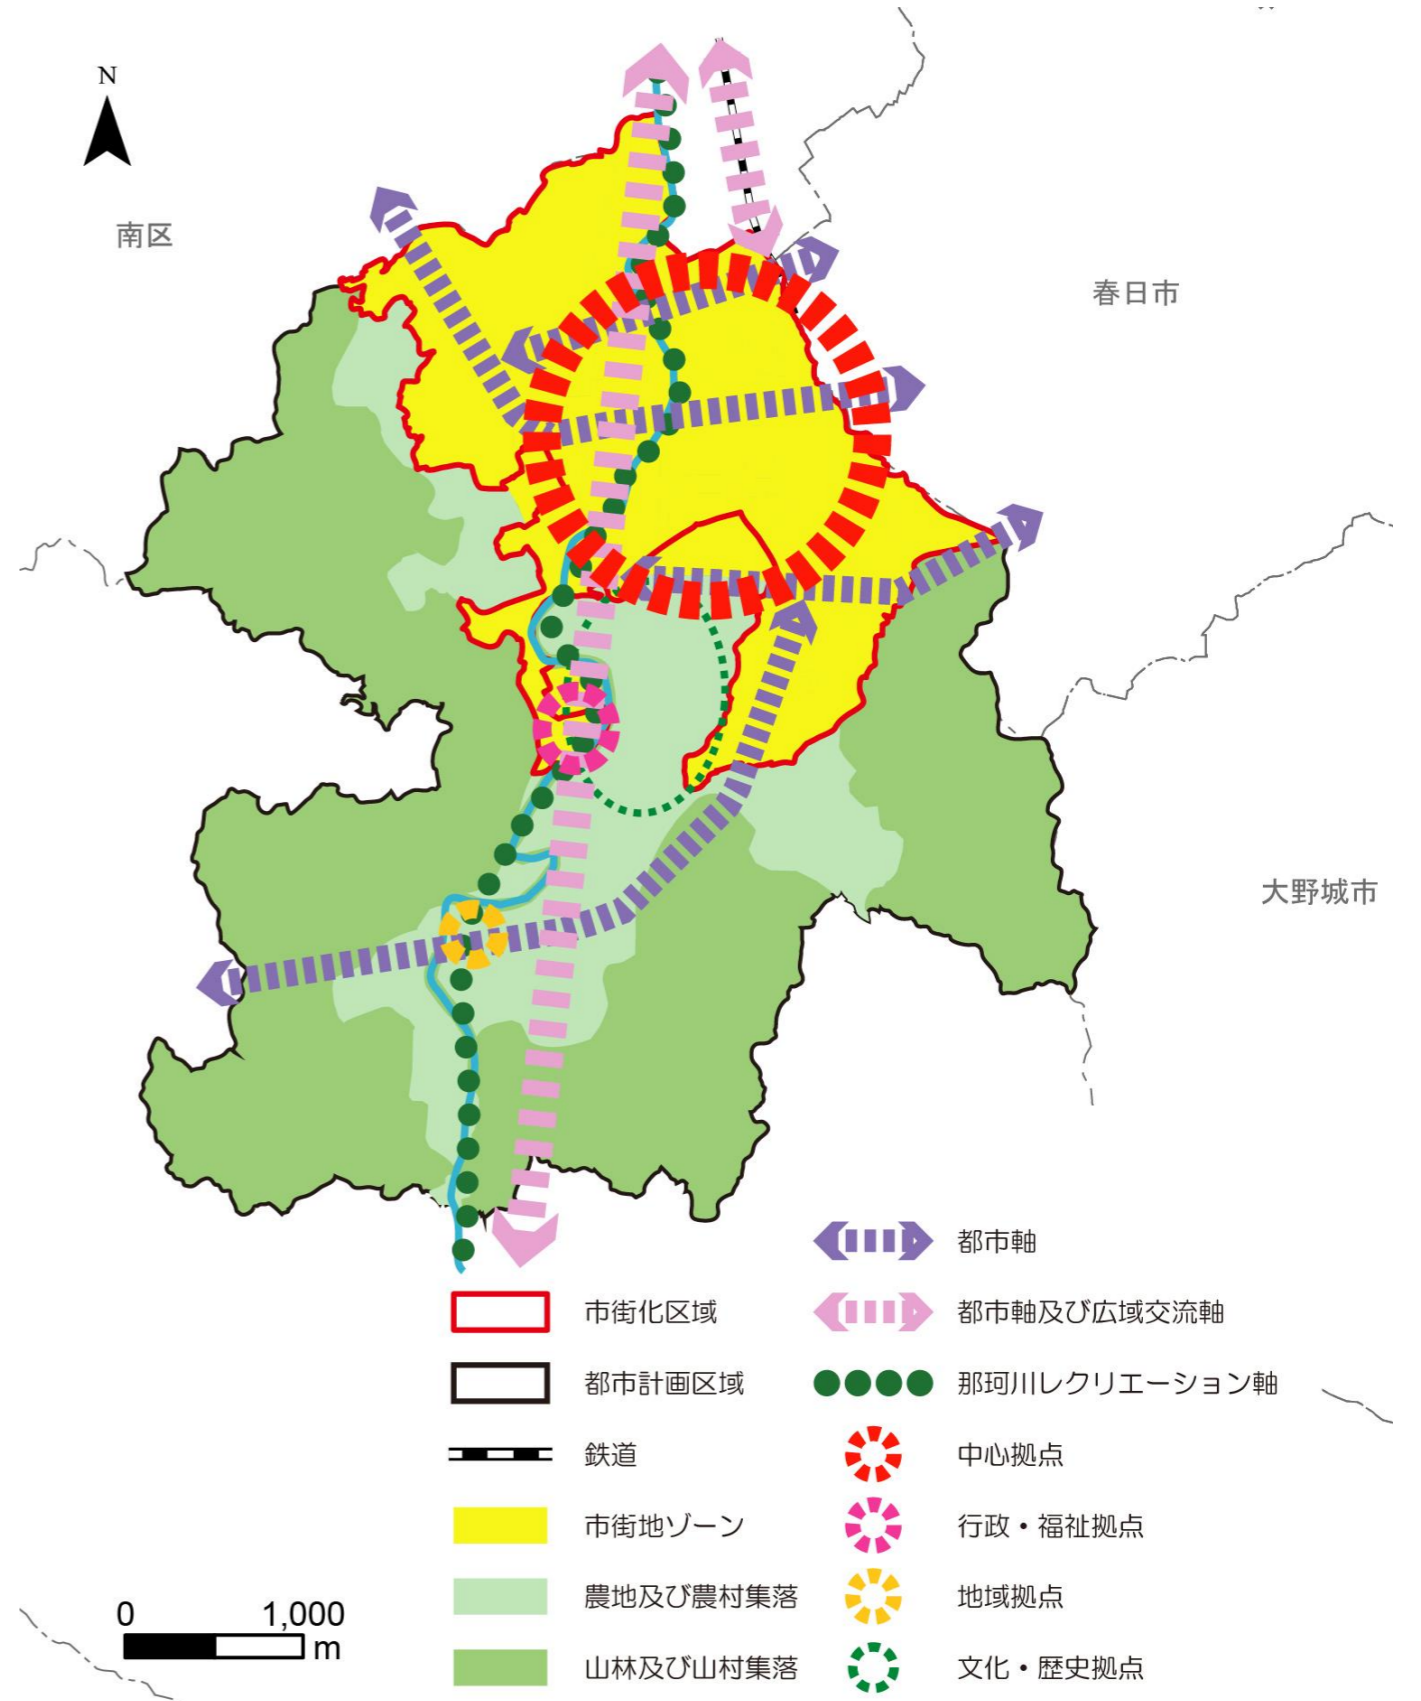 N
南区
春日市
大野城市
都市軸
市街化区域
都市軸及び広域交流軸
都市計画区域
那珂川レクリエーション軸
鉄道
中心拠点
市街地ゾーン
行政・福祉拠点
農地及び農村集落
地域拠点
山林及び山村集落
文化・歴史拠点
0 1,000
m